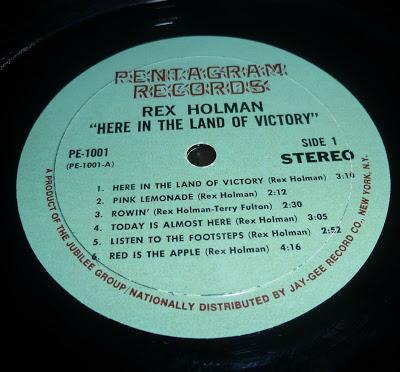 PENTAGRAM
RECORDS
REX HOLMAN
"HERE IN THE LAND OF VICTORY"
PE-1001
(PE-1001-A)
SIDE 1
STEREO
1. HERE IN THE LAND OF VICTORY (Rex Holman) 3:10
2. PINK LEMONADE (Rex Holman) 2:12
3. ROWIN' (Rex Holman-Terry Fulton) 2:30
4. TODAY IS ALMOST HERE (Rex Holman) 3:05
5. LISTEN TO THE FOOTSTEPS (Rex Holman) 2:52
6. RED IS THE APPLE (Rex Holman) 4:16
A PRODUCT OF THE JUBILEE GROUP/NATIONALLY DISTRIBUTED BY JAY-GEE RECORD CO., NEW YORK, N.Y.